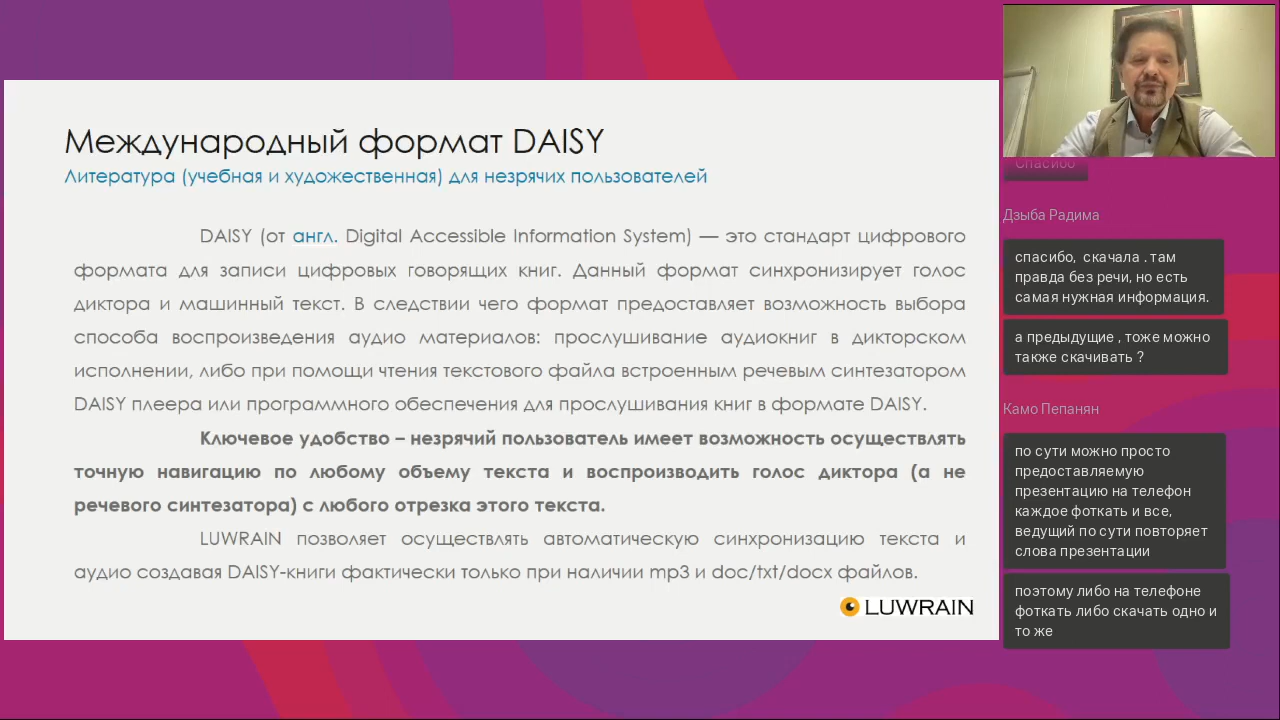 Международный формат DAISY
Литература (учебная и художественная) для незрячих пользователей
DAISY (от англ. Digital Accessible Information System) — это стандарт цифрового
формата для записи цифровых говорящих книг. Данный формат синхронизирует голос
диктора и машинный текст. В следствии чего формат предоставляет возможность выбора
способа воспроизведения аудио материалов: прослушивание аудиокниг в дикторском
исполнении, либо при помощи чтения текстового файла встроенным речевым синтезатором
DAISY плеера или программного обеспечения для прослушивания книг в формате DAISY.
Ключевое удобство – незрячий пользователь имеет возможность осуществлять
точную навигацию по любому объему текста и воспроизводить голос диктора (а не
речевого синтезатора) с любого отрезка этого текста.
LUWRAIN позволяет осуществлять автоматическую синхронизацию текста и
аудио создавая DAISY-книги фактически только при наличии mp3 и doc/txt/docx файлов.
LUWRAIN
Спасибо
Дзыба Радима
спасибо, скачала . там
правда без речи, но есть
самая нужная информация.
а предыдущие , тоже можно
также скачивать ?
Камо Пепанян
по сути можно просто
предоставляемую
презентацию на телефон
каждое фоткать и все,
ведущий по сути повторяет
слова презентации
поэтому либо на телефоне
фоткать либо скачать одно и
то же